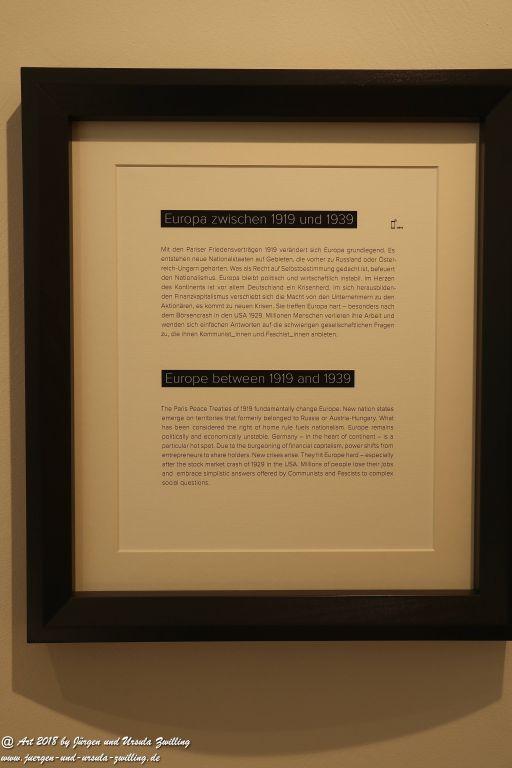 Europa zwischen 1919 und 1939
Mit den Pariser Friedensverträgen 1919 verändert sich Europa grundlegend. Es
entstehen neue Nationalstaaten auf Gebieten, die vorher zu Russland oder Öster-
reich-Ungarn gehörten. Was als Recht auf Selbstbestimmung gedacht ist, befeuert
den Nationalismus. Europa bleibt politisch und wirtschaftlich instabil. Im Herzen
des Kontinents ist vor allem Deutschland ein Krisenherd. Im sich herausbilden-
den Finanzkapitalismus verschiebt sich die Macht von den Unternehmern zu den
Aktionären, es kommt zu neuen Krisen. Sie treffen Europa hart – besonders nach
dem Börsencrash in den USA 1929. Millionen Menschen verlieren ihre Arbeit und
wenden sich einfachen Antworten auf die schwierigen gesellschaftlichen Fragen
zu, die ihnen Kommunist_innen und Faschist_innen anbieten.
Europe between 1919 and 1939
The Paris Peace Treaties of 1919 fundamentally change Europe. New nation states
emerge on territories that formerly belonged to Russia or Austria-Hungary. What
has been considered the right of home rule fuels nationalism. Europe remains
politically and economically unstable. Germany – in the heart of continent – is a
particular hot spot. Due to the burgeoning of financial capitalism, power shifts from
entrepreneurs to share holders. New crises arise. They hit Europe hard – especially
after the stock market crash of 1929 in the USA. Millions of people lose their jobs
and embrace simplistic answers offered by Communists and Fascists to complex
social questions.
@ Art 2018 by Jürgen und Ursula Zwilling
www.juergen-und-ursula-zwilling.de